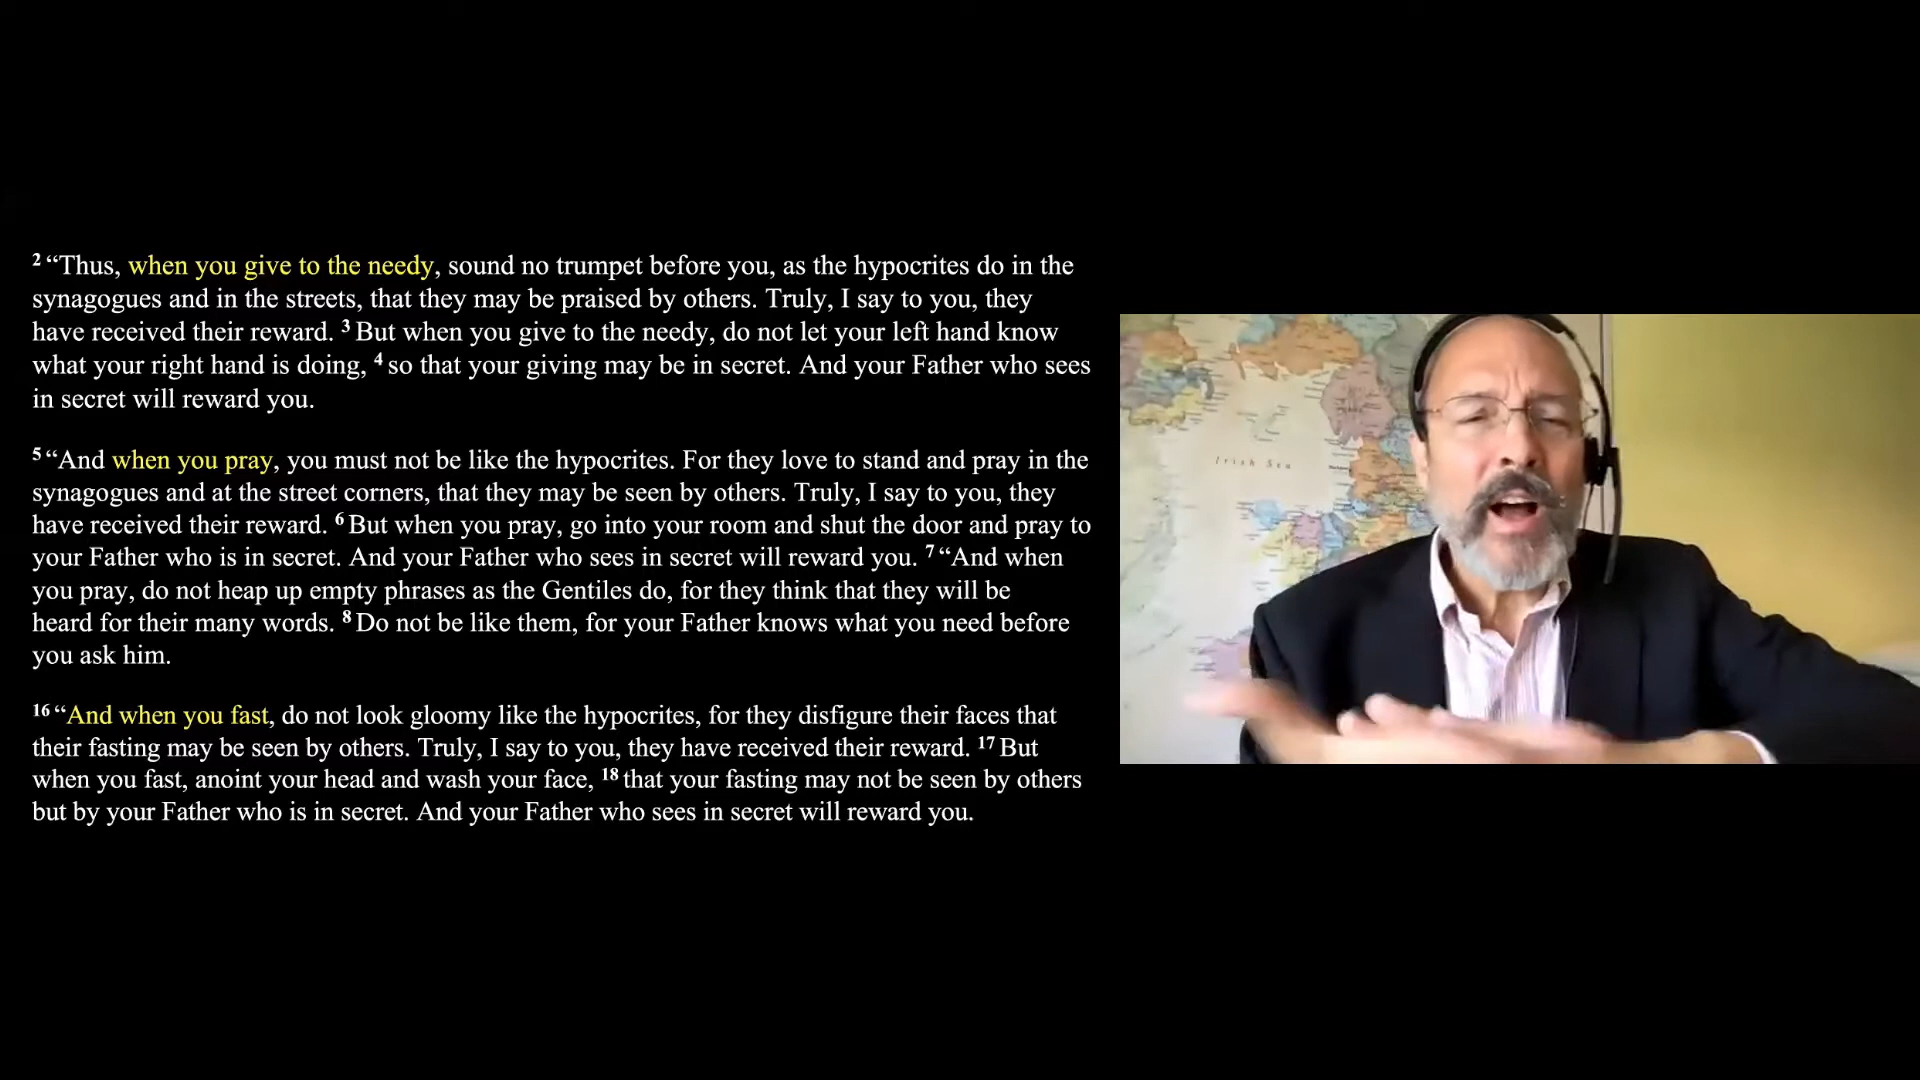 2 “Thus, when you give to the needy, sound no trumpet before you, as the hypocrites do in the
synagogues and in the streets, that they may be praised by others. Truly, I say to you, they
have received their reward. 3 But when you give to the needy, do not let your left hand know
what your right hand is doing, 4 so that your giving may be in secret. And your Father who sees
in secret will reward you.
5 “And when you pray, you must not be like the hypocrites. For they love to stand and pray in the
synagogues and at the street corners, that they may be seen by others. Truly, I say to you, they
have received their reward. 6 But when you pray, go into your room and shut the door and pray to
your Father who is in secret. And your Father who sees in secret will reward you. 7 “And when
you pray, do not heap up empty phrases as the Gentiles do, for they think that they will be
heard for their many words. 8 Do not be like them, for your Father knows what you need before
you ask him.
16 “And when you fast, do not look gloomy like the hypocrites, for they disfigure their faces that
their fasting may be seen by others. Truly, I say to you, they have received their reward. 17 But
when you fast, anoint your head and wash your face, 18 that your fasting may not be seen by others
but by your Father who is in secret. And your Father who sees in secret will reward you.
Irish Sea